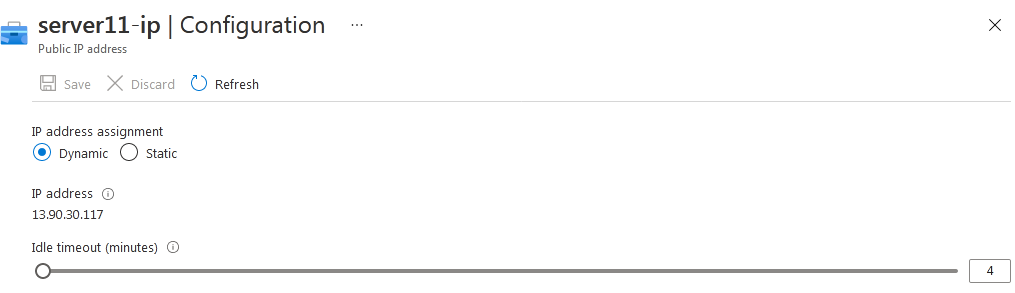 server11-ip | Configuration ...
Public IP address
Save Discard Refresh
IP address assignment
Dynamic Static
IP address
13.90.30.117
Idle timeout (minutes)
4